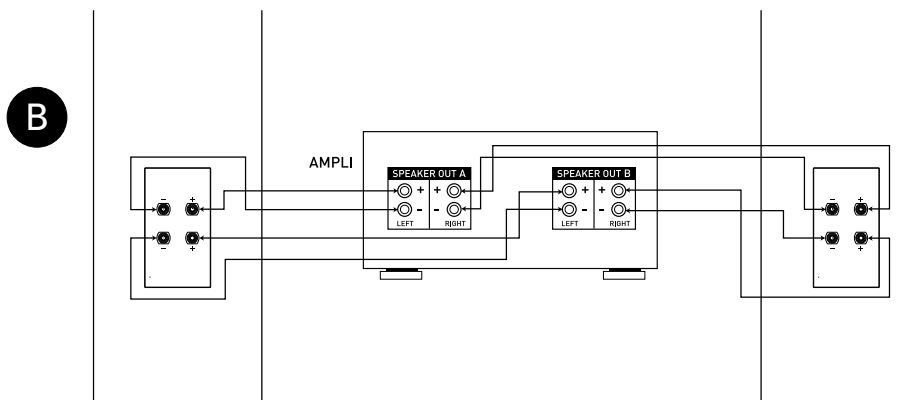 B
AMPLI
SPEAKER OUT A
+ +
- -
LEFT RIGHT
SPEAKER OUT B
+ +
- -
LEFT RIGHT
- +
- +
- +
- +